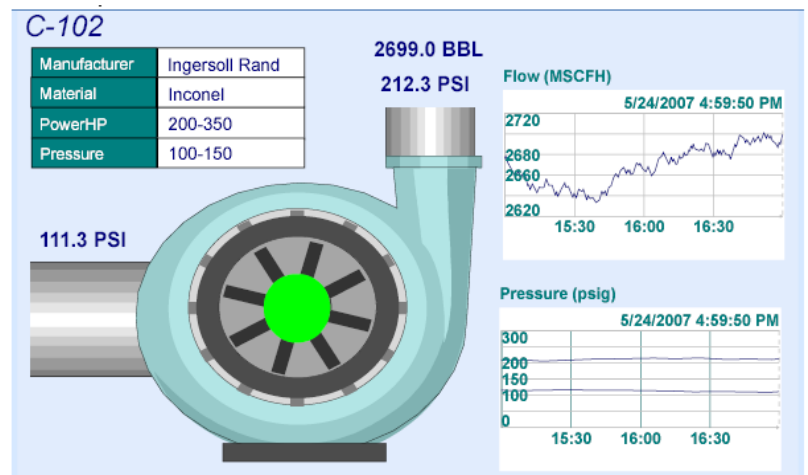 C-102
Manufacturer Ingersoll Rand
Material Inconel
PowerHP 200-350
Pressure 100-150
2699.0 BBL
212.3 PSI
111.3 PSI
Flow (MSCFH)
5/24/2007 4:59:50 PM
2720
2680
2660
2620
15:30 16:00 16:30
Pressure (psig)
5/24/2007 4:59:50 PM
300
200
150
100
0
15:30 16:00 16:30